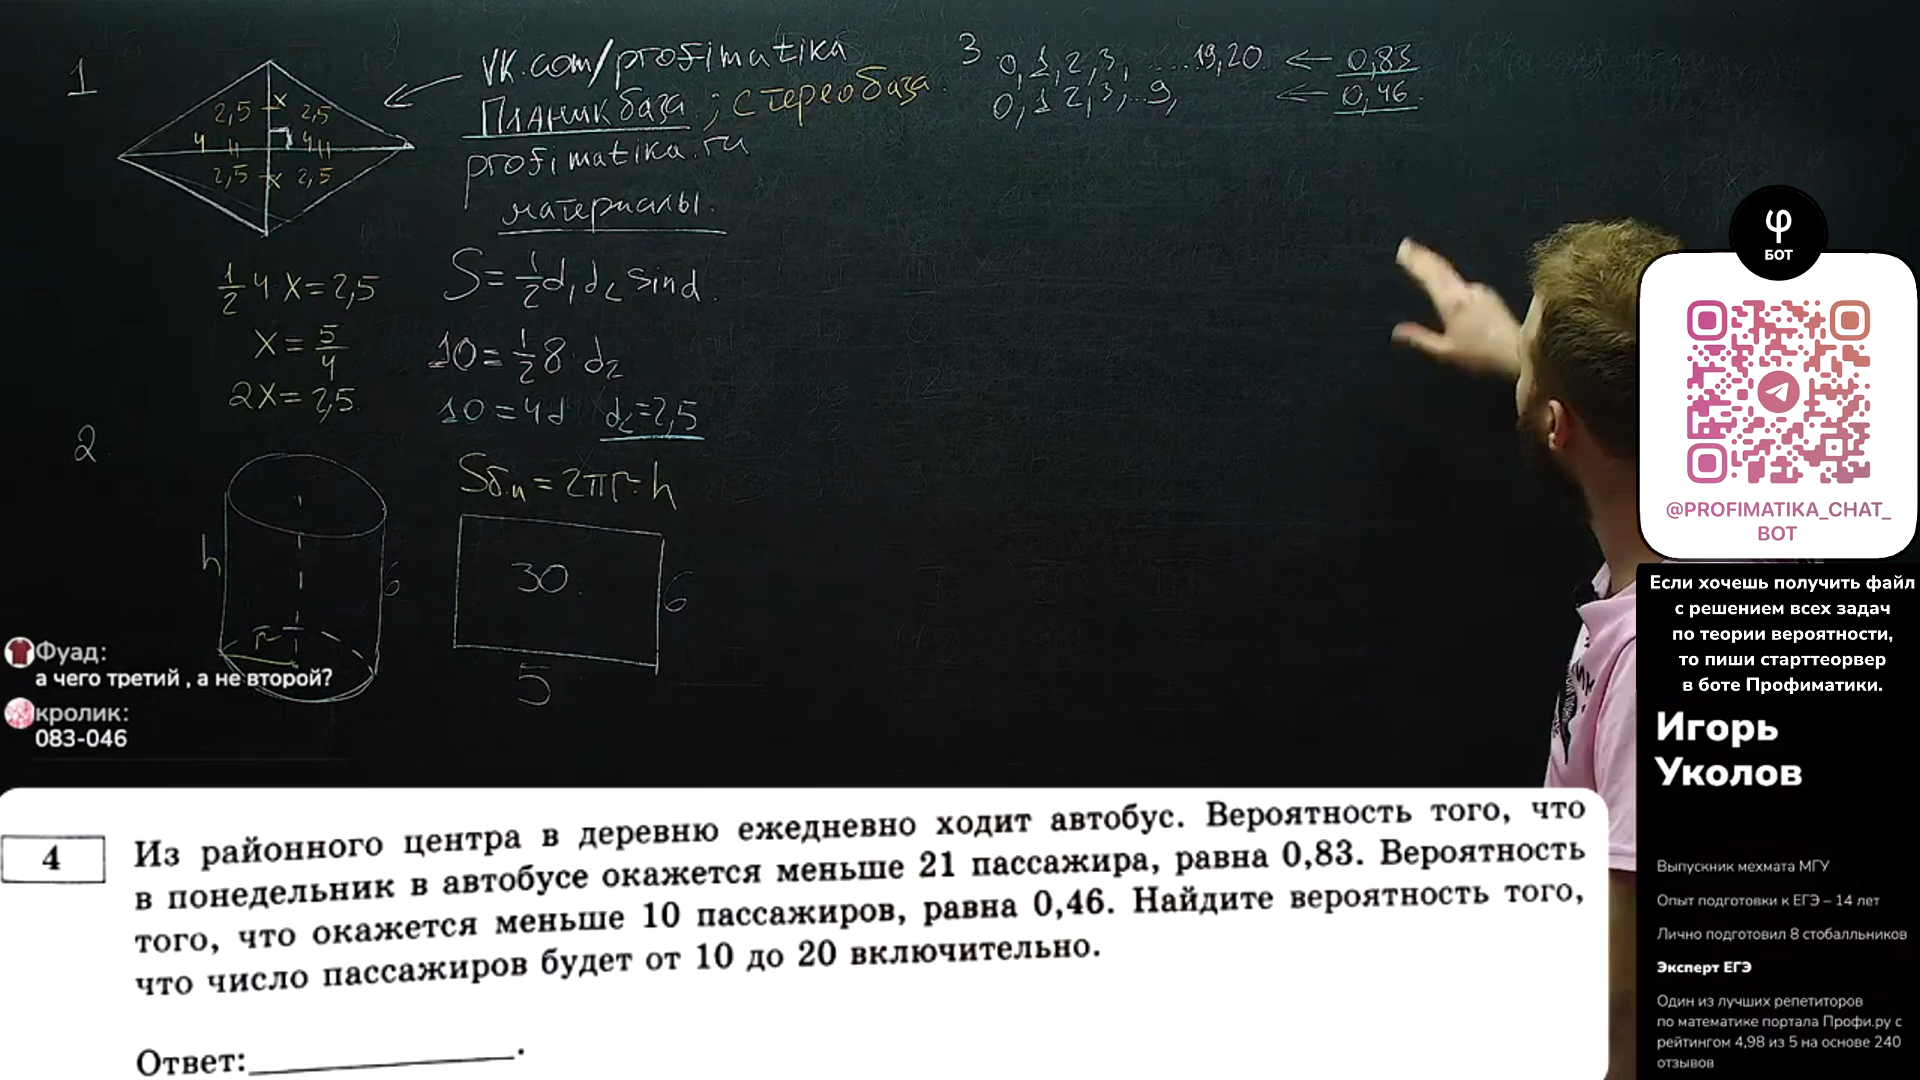 1
2,5 x 2,5
4 4
2,5 x 2,5
vk.com/profimatika
Планик база ; стереобаза
profimatika.ru
материалы.
3 0, 1, 2, 3, ... 19, 20 ← 0,83
0, 1 2, 3, .. 9, ← 0,46
1/2 4 x = 2,5
x = 5/4
2x = 2,5
S = 1/2 d₁ d₂ sin α
10 = 1/2 8 · d₂
10 = 4d d₂ = 2,5
2
Sб.п = 2πr · h
h
6
r
30.
6
5
Фуад:
а чего третий , а не второй?
кролик:
083-046
φ
БОТ
@PROFIMATIKA_CHAT_
BOT
Если хочешь получить файл
с решением всех задач
по теории вероятности,
то пиши старттеорвер
в боте Профиматики.
Игорь
Уколов
Выпускник мехмата МГУ
Опыт подготовки к ЕГЭ – 14 лет
Лично подготовил 8 стобалльников
Эксперт ЕГЭ
Один из лучших репетиторов
по математике портала Профи.ру с
рейтингом 4,98 из 5 на основе 240
отзывов
4
Из районного центра в деревню ежедневно ходит автобус. Вероятность того, что
в понедельник в автобусе окажется меньше 21 пассажира, равна 0,83. Вероятность
того, что окажется меньше 10 пассажиров, равна 0,46. Найдите вероятность того,
что число пассажиров будет от 10 до 20 включительно.
Ответ: .